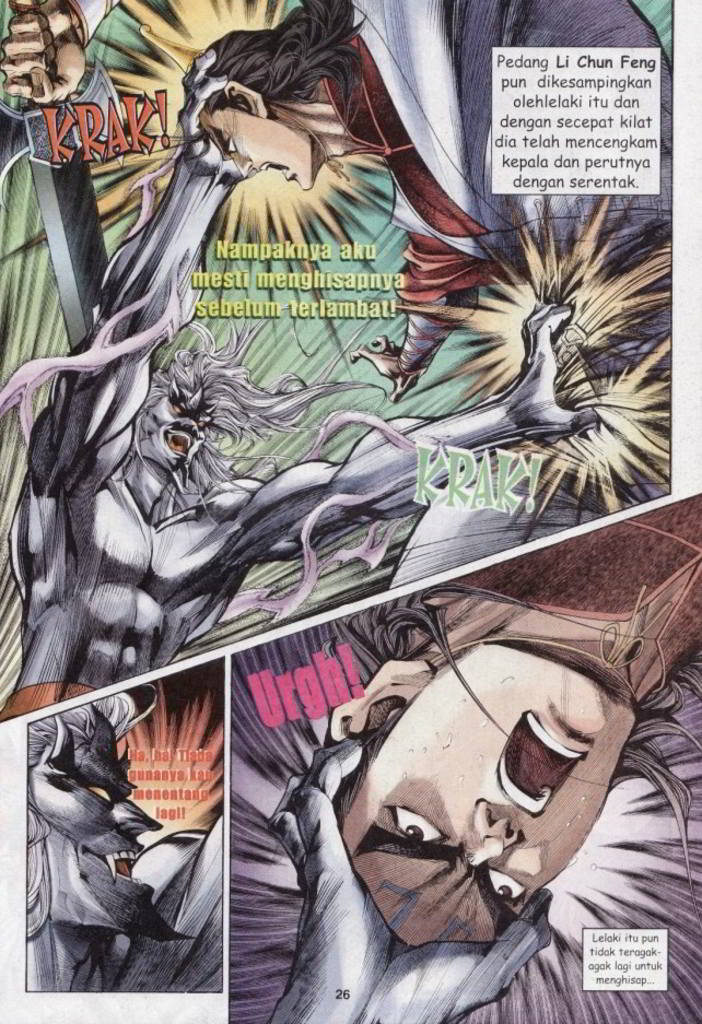 Pedang Li Chun Feng
pun dikesampingkan
olehlelaki itu dan
dengan secepat kilat
dia telah mencengkam
kepala dan perutnya
dengan serentak.
KRAK!
Nampaknya aku
mesti menghisapnya
sebelum terlambat!
KRAK!
Urgh!
Ha, ha! Tiada
gunanya kau
menentang
lagi!
Lelaki itu pun
tidak teragak-
agak lagi untuk
menghisap...
26